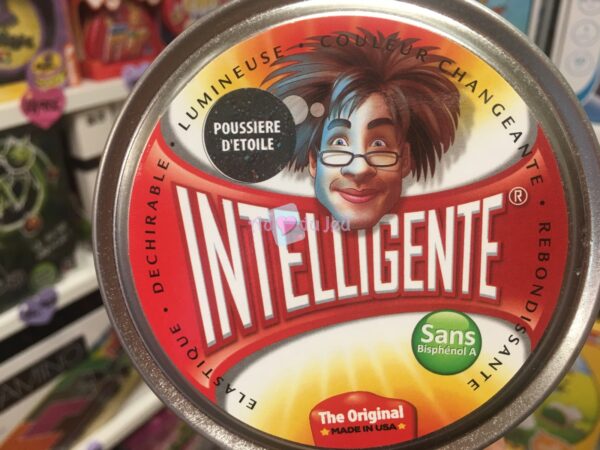 ELASTIQUE • DECHIRABLE • LUMINEUSE • COULEUR CHANGEANTE • REBONDISSANTE
POUSSIERE
D'ETOILE
INTELLIGENTE®
Sans
Bisphénol A
The Original
★ MADE IN USA ★